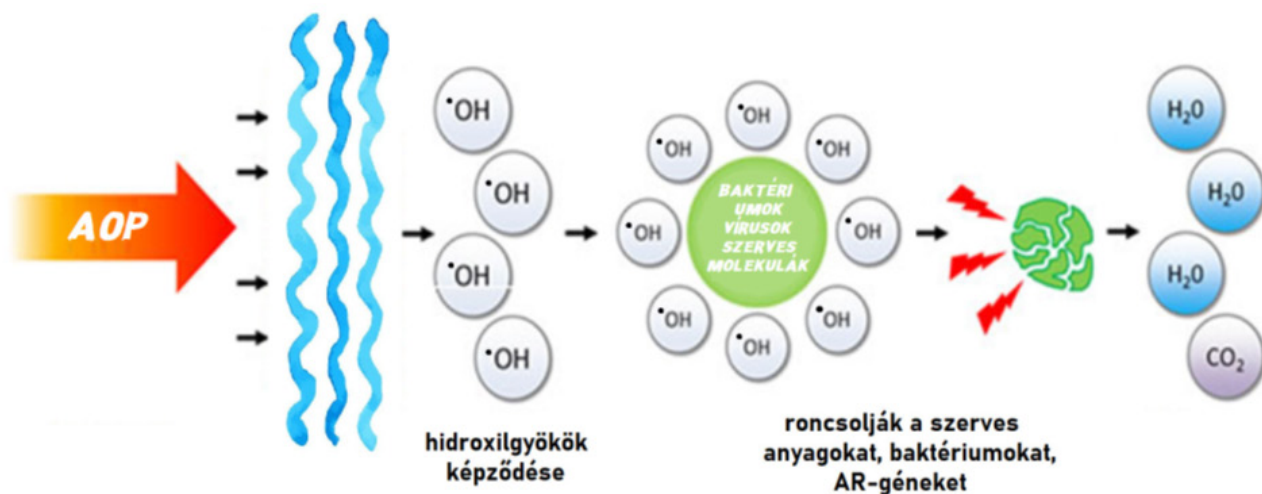 AOP
•OH
•OH
•OH
•OH
hidroxilgyökök
képződése
•OH
•OH
•OH
•OH
•OH
•OH
•OH
•OH
BAKTÉRI
UMOK
VÍRUSOK
SZERVES
MOLEKULÁK
roncsolják a szerves
anyagokat, baktériumokat,
AR-géneket
H₂O
H₂O
H₂O
CO₂